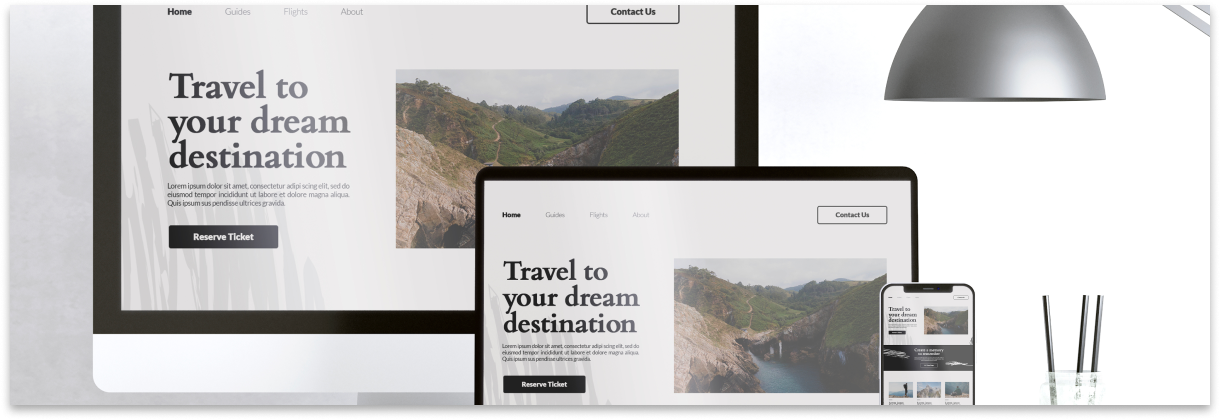 Home Guides Flights About Contact Us
Travel to
your dream
destination
Lorem ipsum dolor sit amet, consectetur adipi scing elit, sed do
eiusmod tempor incididunt ut labore et dolore magna aliqua.
Quis ipsum sus pendisse ultrices gravida.
Reserve Ticket
Home Guides Flights About Contact Us
Travel to
your dream
destination
Lorem ipsum dolor sit amet, consectetur adipi scing elit, sed do
eiusmod tempor incididunt ut labore et dolore magna aliqua.
Quis ipsum sus pendisse ultrices gravida.
Reserve Ticket
Travel to
your dream
destination
Create a memory
to remember